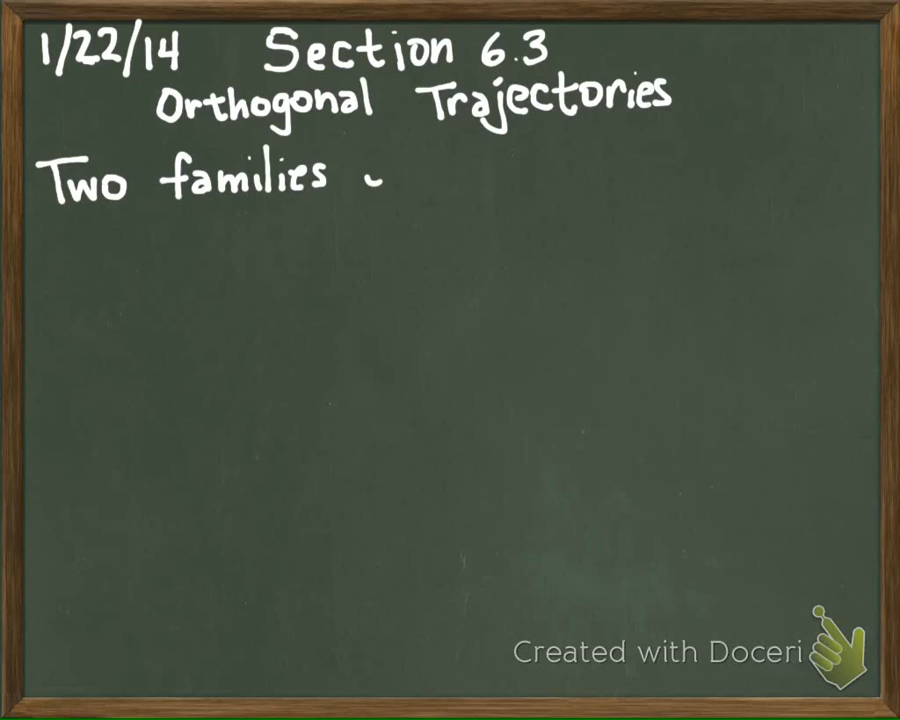 1/22/14 Section 6.3
Orthogonal Trajectories
Two families
Created with Doceri